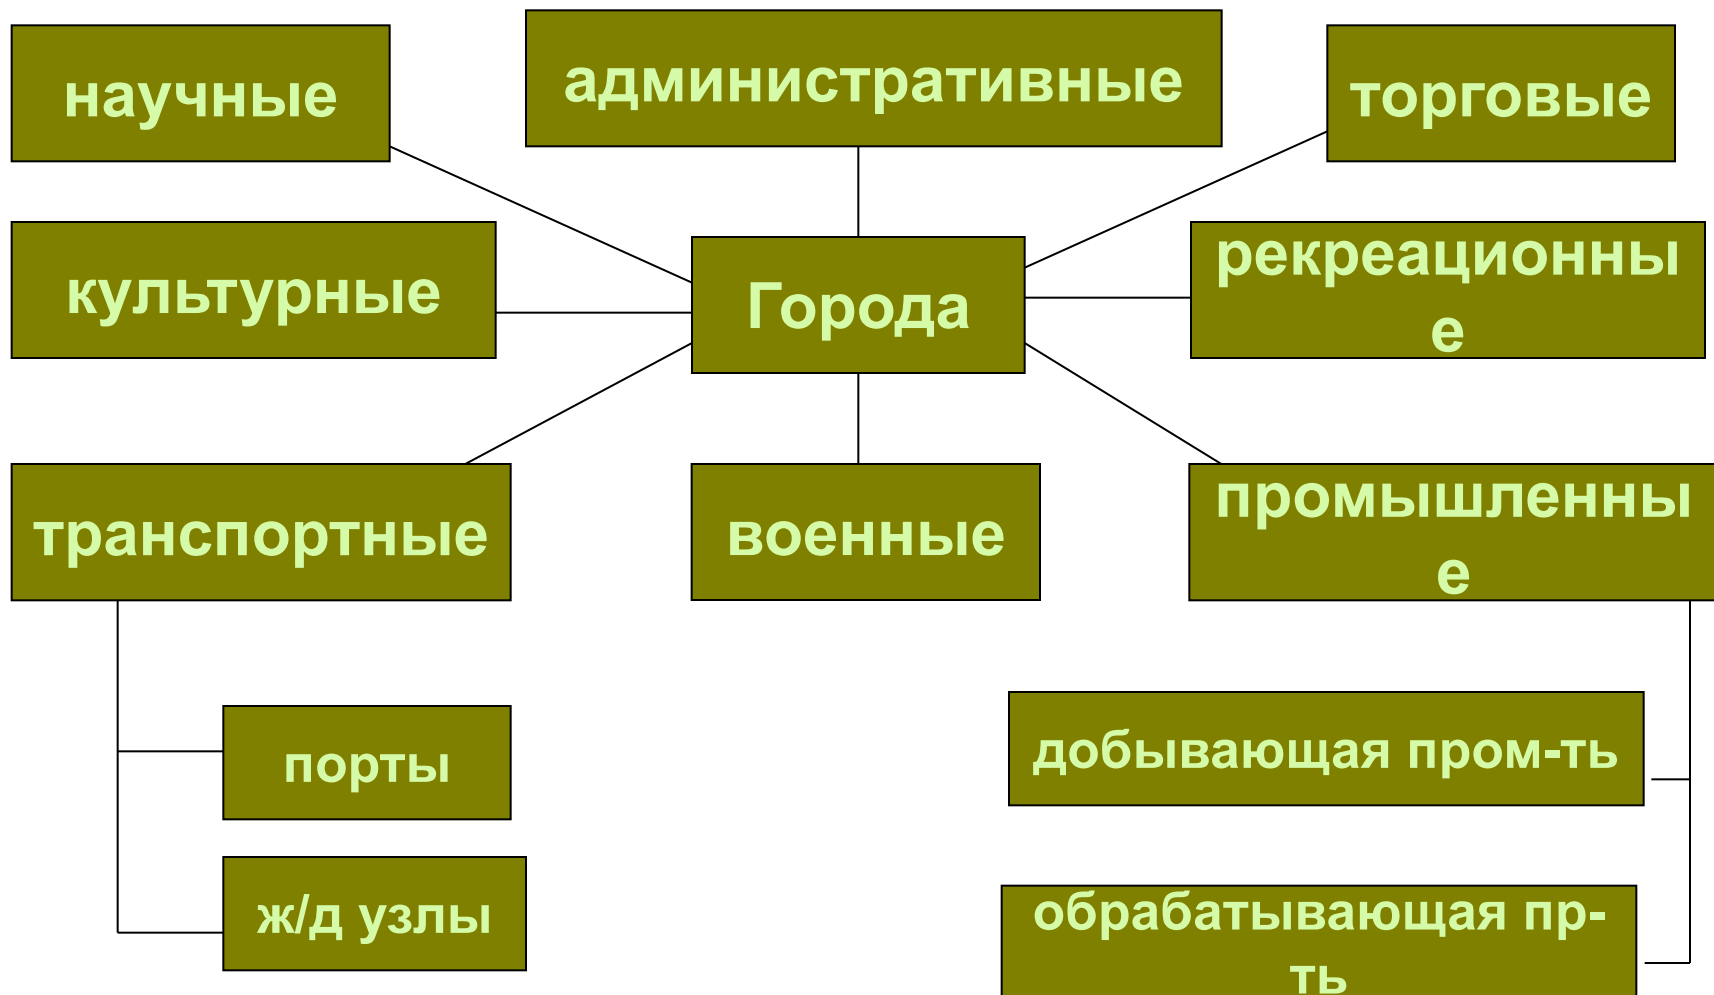 научные
административные
торговые
культурные
Города
рекреационны
е
транспортные
военные
промышленны
е
порты
добывающая пром-ть
ж/д узлы
обрабатывающая пр-
ть